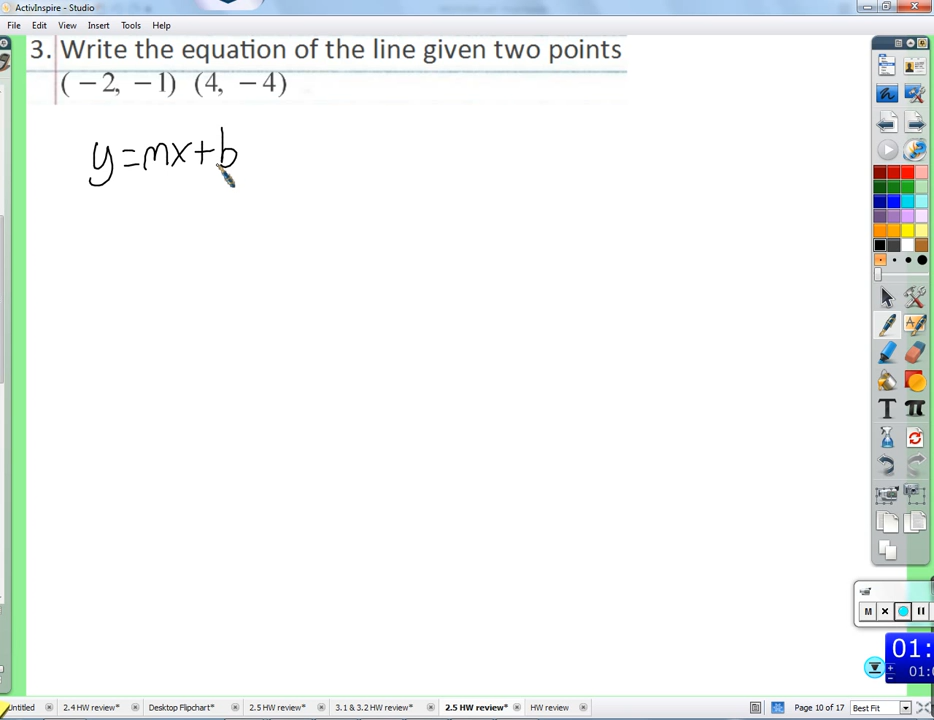 ActivInspire - Studio
File Edit View Insert Tools Help
3. Write the equation of the line given two points
(−2, −1) (4, −4)
y=mx+b
M
01:
01:
Untitled 2.4 HW review* Desktop Flipchart* 2.5 HW review* 3.1 & 3.2 HW review* 2.5 HW review* HW review Page 10 of 17 Best Fit